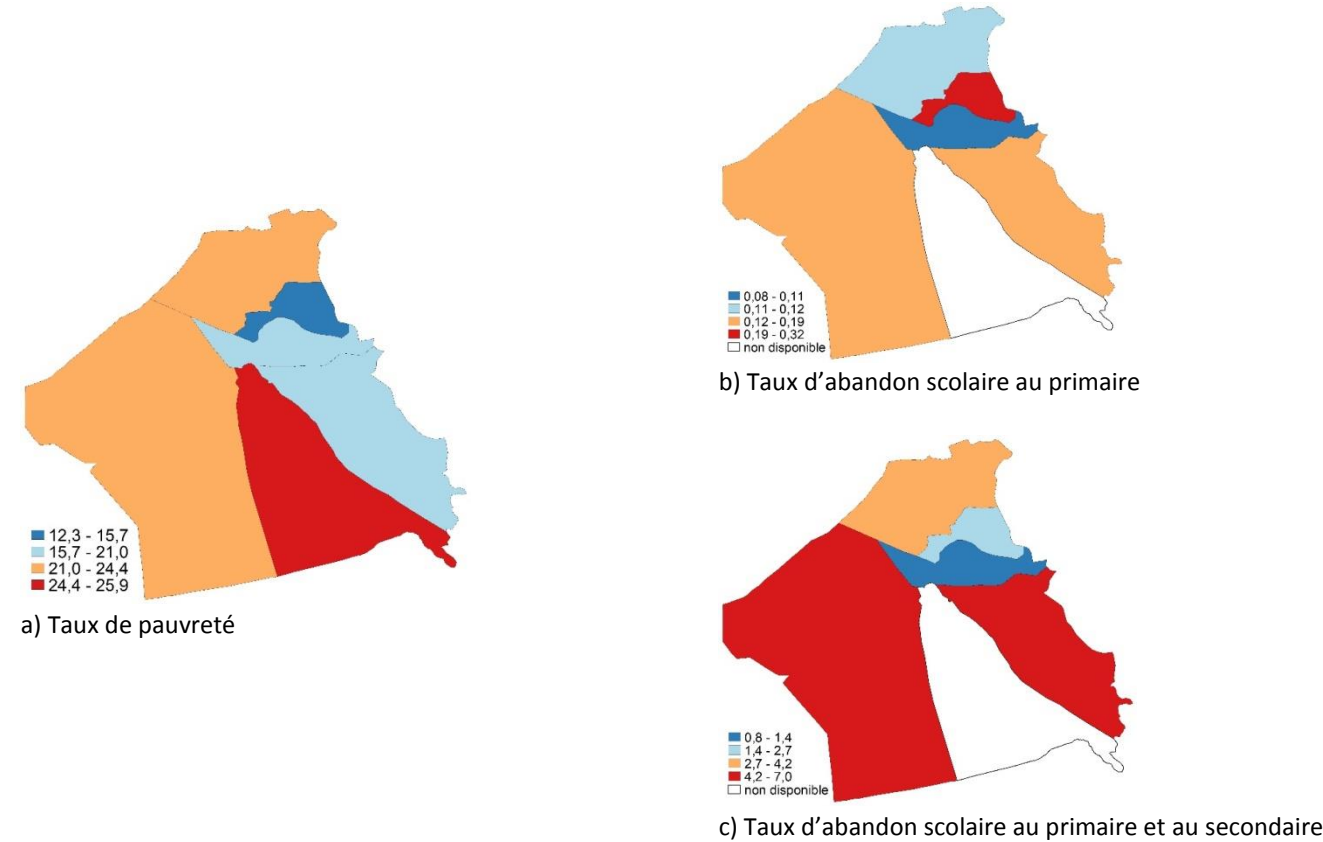 12,3 - 15,7
15,7 - 21,0
21,0 - 24,4
24,4 - 25,9
a) Taux de pauvreté
0,08 - 0,11
0,11 - 0,12
0,12 - 0,19
0,19 - 0,32
non disponible
b) Taux d’abandon scolaire au primaire
0,8 - 1,4
1,4 - 2,7
2,7 - 4,2
4,2 - 7,0
non disponible
c) Taux d’abandon scolaire au primaire et au secondaire